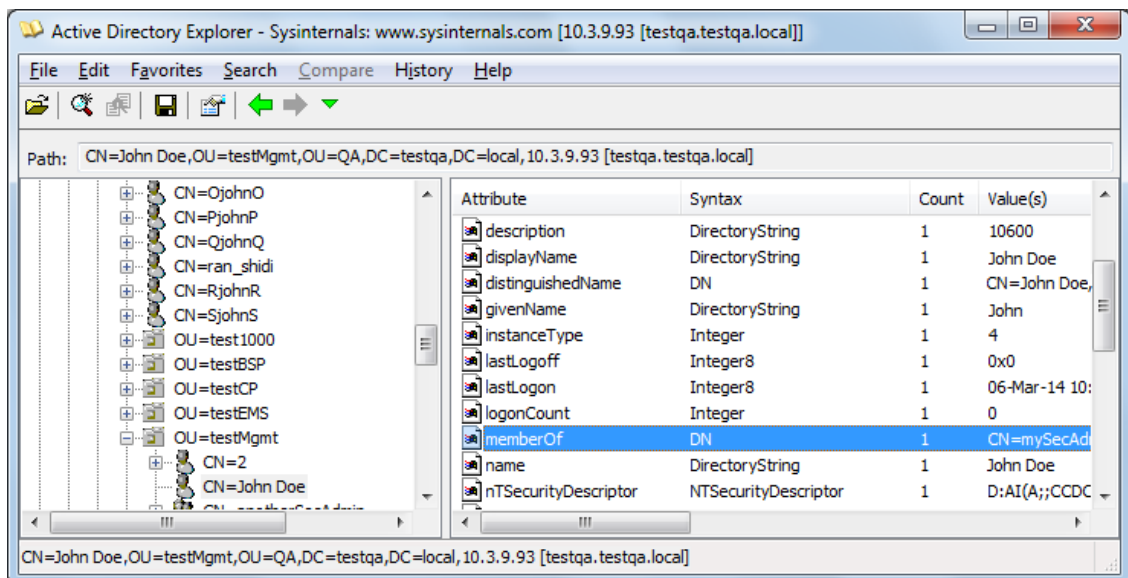 Active Directory Explorer - Sysinternals: www.sysinternals.com [10.3.9.93 [testqa.testqa.local]]
File Edit Favorites Search Compare History Help
Path: CN=John Doe,OU=testMgmt,OU=QA,DC=testqa,DC=local,10.3.9.93 [testqa.testqa.local]
CN=OjohnO
CN=PjohnP
CN=QjohnQ
CN=ran_shidi
CN=RjohnR
CN=SjohnS
OU=test1000
OU=testBSP
OU=testCP
OU=testEMS
OU=testMgmt
CN=2
CN=John Doe
CN=anotherSecAdmin
Attribute Syntax Count Value(s)
description DirectoryString 1 10600
displayName DirectoryString 1 John Doe
distinguishedName DN 1 CN=John Doe,
givenName DirectoryString 1 John
instanceType Integer 1 4
lastLogoff Integer8 1 0x0
lastLogon Integer8 1 06-Mar-14 10:
logonCount Integer 1 0
memberOf DN 1 CN=mySecAd
name DirectoryString 1 John Doe
nTSecurityDescriptor NTSecurityDescriptor 1 D:AI(A;;CCDC
CN=John Doe,OU=testMgmt,OU=QA,DC=testqa,DC=local,10.3.9.93 [testqa.testqa.local]